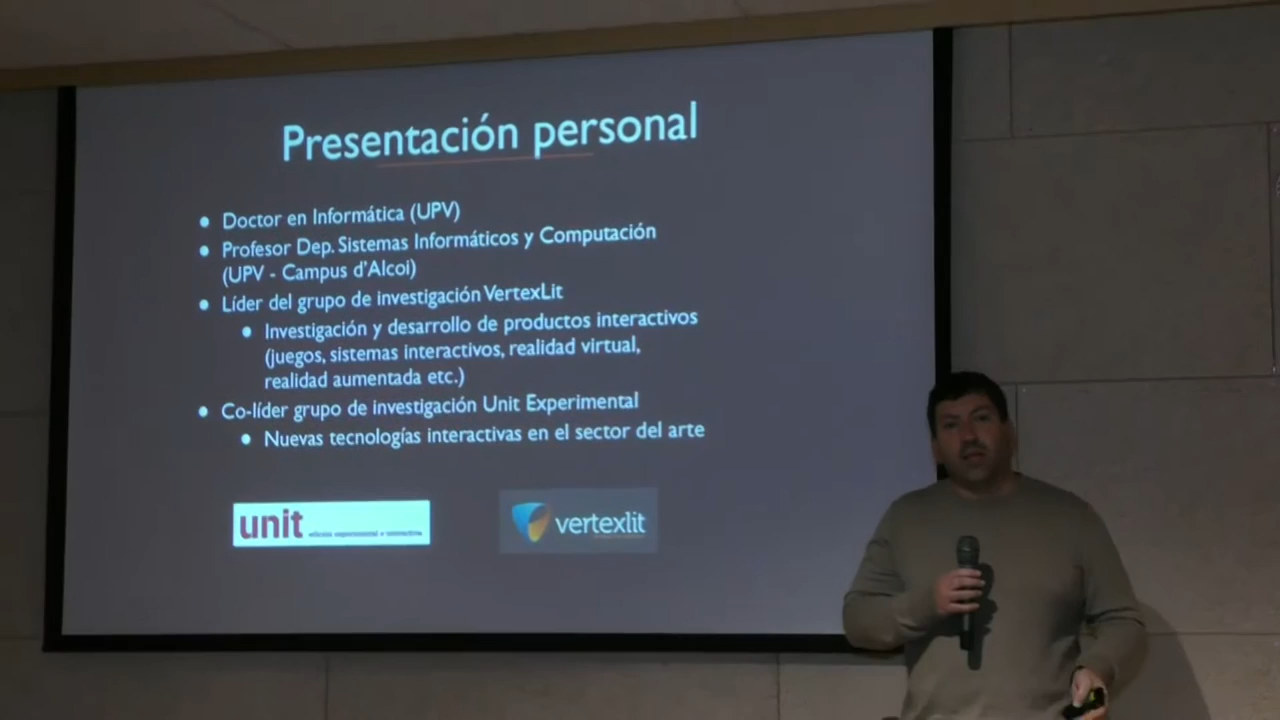 Presentación personal
• Doctor en Informática (UPV)
• Profesor Dep. Sistemas Informáticos y Computación
(UPV - Campus d'Alcoi)
• Líder del grupo de investigación VertexLit
• Investigación y desarrollo de productos interactivos
(juegos, sistemas interactivos, realidad virtual,
realidad aumentada etc.)
• Co-líder grupo de investigación Unit Experimental
• Nuevas tecnologías interactivas en el sector del arte
unit
vertexlit